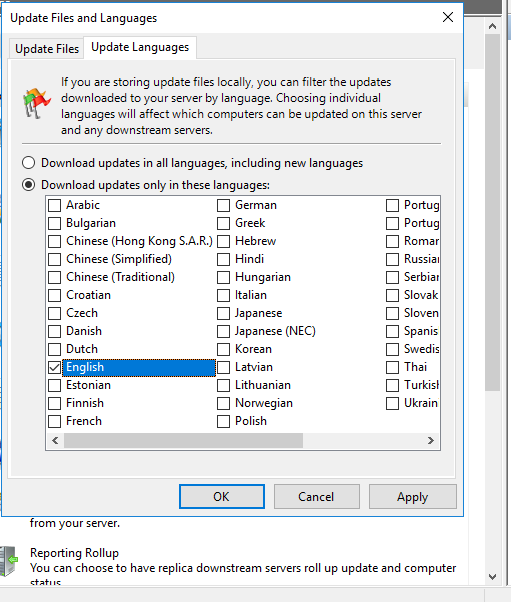 Update Files and Languages
Update Files
Update Languages
If you are storing update files locally, you can filter the updates
downloaded to your server by language. Choosing individual
languages will affect which computers can be updated on this server
and any downstream servers.
Download updates in all languages, including new languages
Download updates only in these languages:
Arabic
Bulgarian
Chinese (Hong Kong S.A.R.)
Chinese (Simplified)
Chinese (Traditional)
Croatian
Czech
Danish
Dutch
English
Estonian
Finnish
French
German
Greek
Hebrew
Hindi
Hungarian
Italian
Japanese
Japanese (NEC)
Korean
Latvian
Lithuanian
Norwegian
Polish
Portug
Portug
Roman
Russia
Serbian
Slovak
Sloven
Spanis
Swedis
Thai
Turkis
Ukrain
OK
Cancel
Apply
from your server.
Reporting Rollup
You can choose to have replica downstream servers roll up update and computer
status.